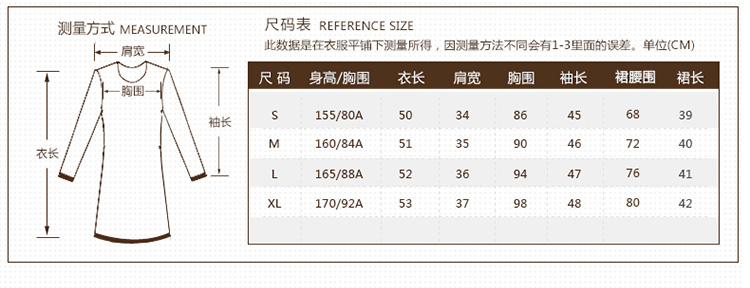 测量方式 MEASUREMENT
肩宽
胸围
袖长
衣长
尺码表 REFERENCE SIZE
此数据是在衣服平铺下测量所得，因测量方法不同会有1-3里面的误差。单位(CM)
尺 码 身高/胸围 衣长 肩宽 胸围 袖长 裙腰围 裙长
S 155/80A 50 34 86 45 68 39
M 160/84A 51 35 90 46 72 40
L 165/88A 52 36 94 47 76 41
XL 170/92A 53 37 98 48 80 42